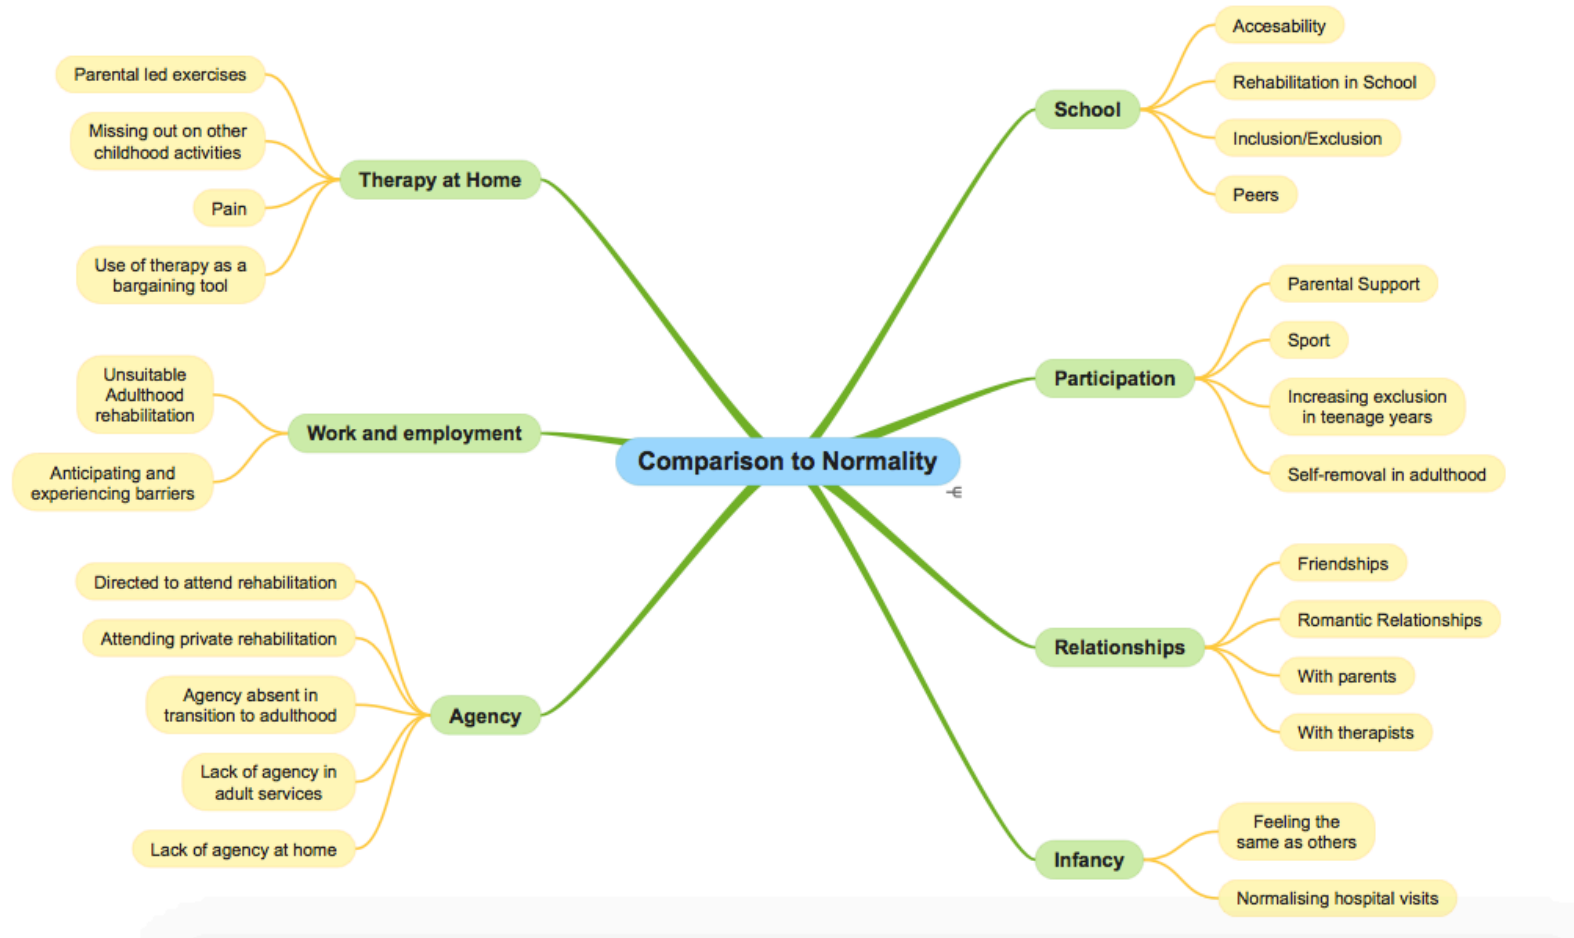 Comparison to Normality
Therapy at Home
Parental led exercises
Missing out on other
childhood activities
Pain
Use of therapy as a
bargaining tool
Work and employment
Unsuitable
Adulthood
rehabilitation
Anticipating and
experiencing barriers
Agency
Directed to attend rehabilitation
Attending private rehabilitation
Agency absent in
transition to adulthood
Lack of agency in
adult services
Lack of agency at home
School
Accesability
Rehabilitation in School
Inclusion/Exclusion
Peers
Participation
Parental Support
Sport
Increasing exclusion
in teenage years
Self-removal in adulthood
Relationships
Friendships
Romantic Relationships
With parents
With therapists
Infancy
Feeling the
same as others
Normalising hospital visits